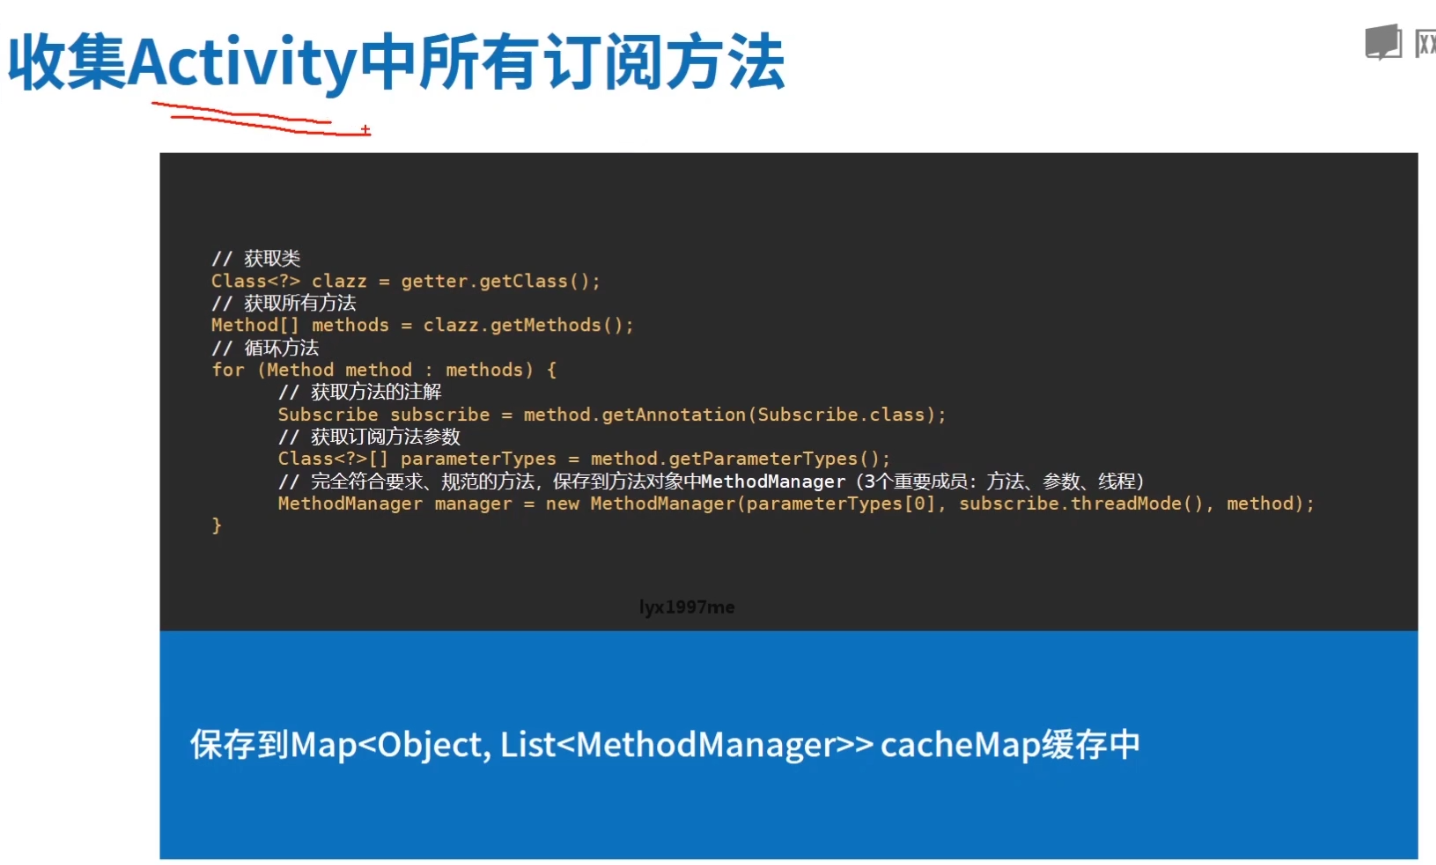 收集Activity中所有订阅方法
// 获取类
Class<?> clazz = getter.getClass();
// 获取所有方法
Method[] methods = clazz.getMethods();
// 循环方法
for (Method method : methods) {
// 获取方法的注解
Subscribe subscribe = method.getAnnotation(Subscribe.class);
// 获取订阅方法参数
Class<?>[] parameterTypes = method.getParameterTypes();
// 完全符合要求、规范的方法，保存到方法对象中MethodManager（3个重要成员：方法、参数、线程）
MethodManager manager = new MethodManager(parameterTypes[0], subscribe.threadMode(), method);
}
lyx1997me
保存到Map<Object, List<MethodManager>> cacheMap缓存中